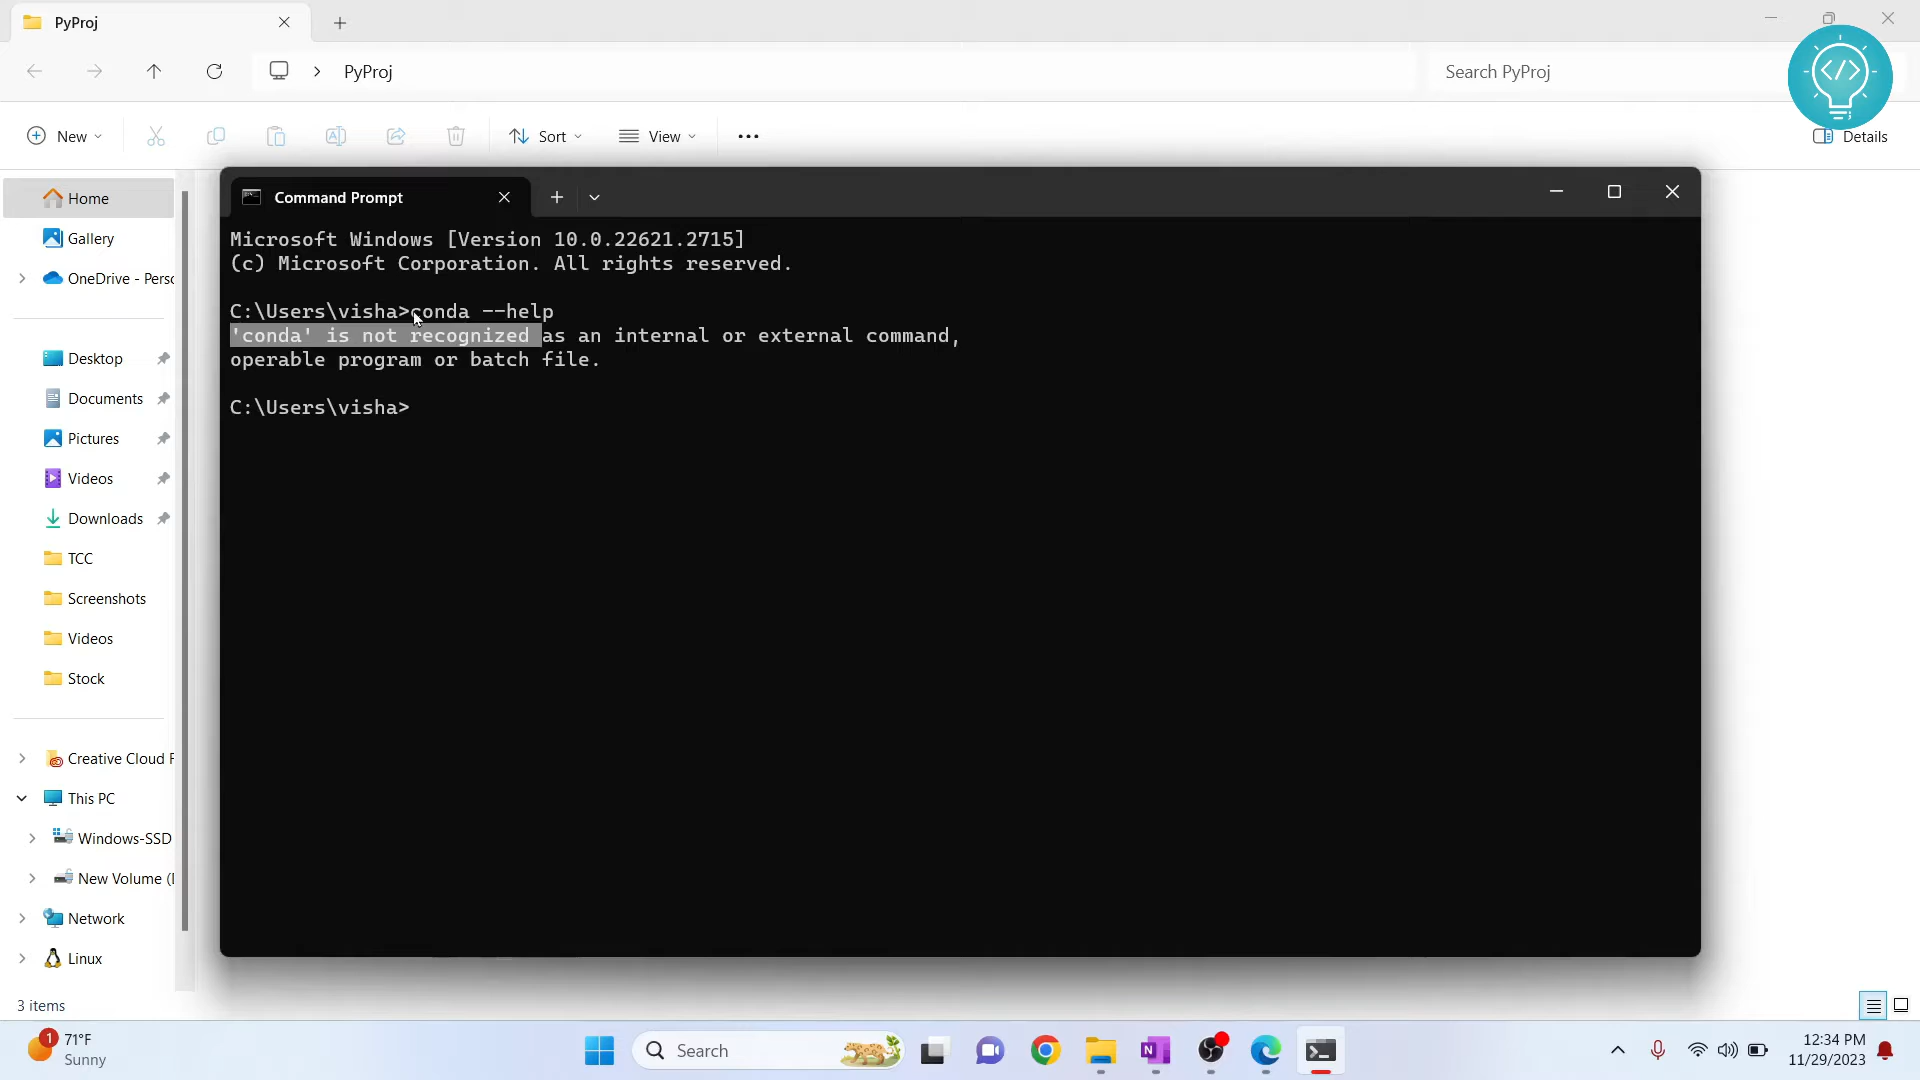 PyProj
PyProj
Search PyProj
New
Sort
View
Details
Home
Gallery
OneDrive - Perso
Desktop
Documents
Pictures
Videos
Downloads
TCC
Screenshots
Videos
Stock
Creative Cloud F
This PC
Windows-SSD
New Volume (
Network
Linux
3 items
Command Prompt
Microsoft Windows [Version 10.0.22621.2715]
(c) Microsoft Corporation. All rights reserved.
C:\Users\visha>conda --help
'conda' is not recognized as an internal or external command,
operable program or batch file.
C:\Users\visha>
1
71°F
Sunny
Search
12:34 PM
11/29/2023